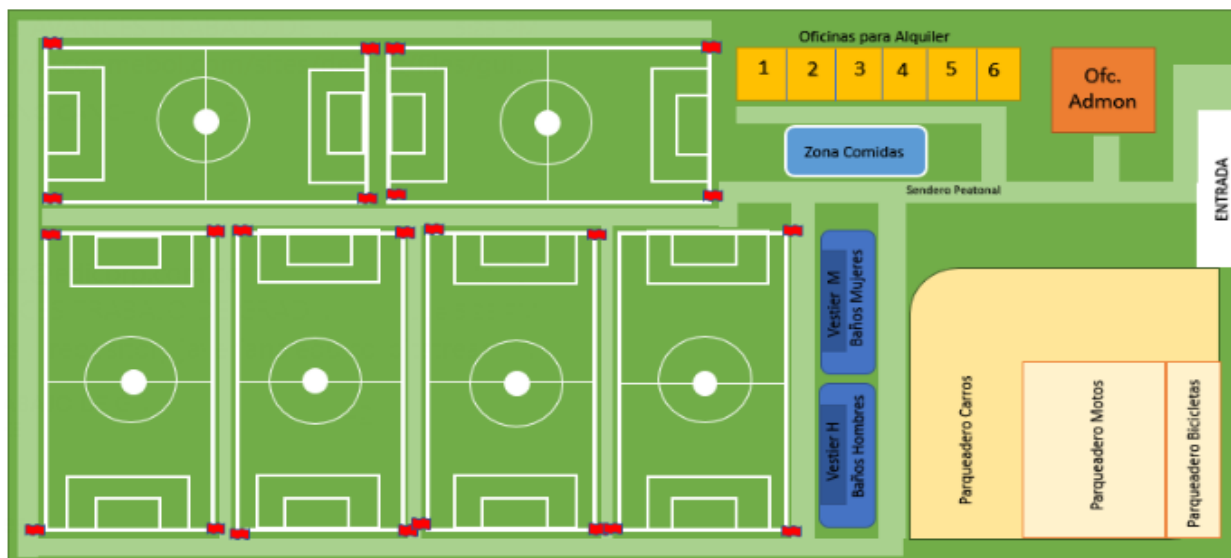 Oficinas para Alquiler
1 2 3 4 5 6
Ofc.
Admon
Zona Comidas
Sendero Peatonal
ENTRADA
Vestier M
Baños Mujeres
Vestier H
Baños Hombres
Parqueadero Carros
Parqueadero Motos
Parqueadero Bicicletas